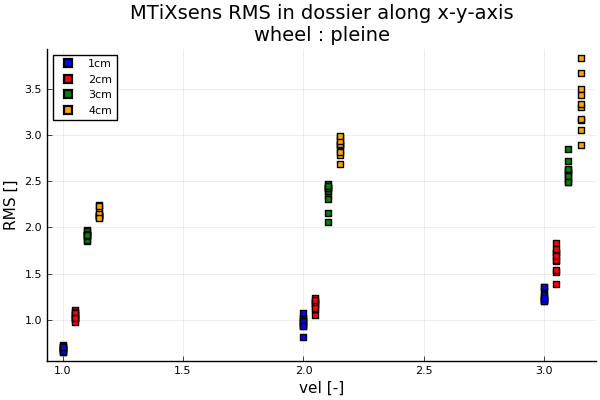 MTiXsens RMS in dossier along x-y-axis
wheel : pleine
1cm
2cm
3cm
4cm
RMS []
3.5
3.0
2.5
2.0
1.5
1.0
1.0 1.5 2.0 2.5 3.0
vel [-]